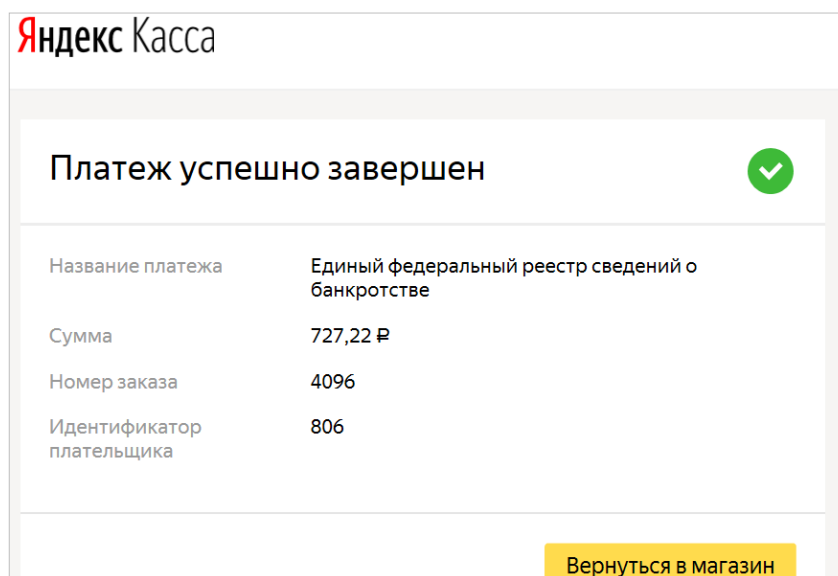 Яндекс Касса
Платеж успешно завершен
Название платежа
Единый федеральный реестр сведений о
банкротстве
Сумма
727,22 ₽
Номер заказа
4096
Идентификатор
плательщика
806
Вернуться в магазин